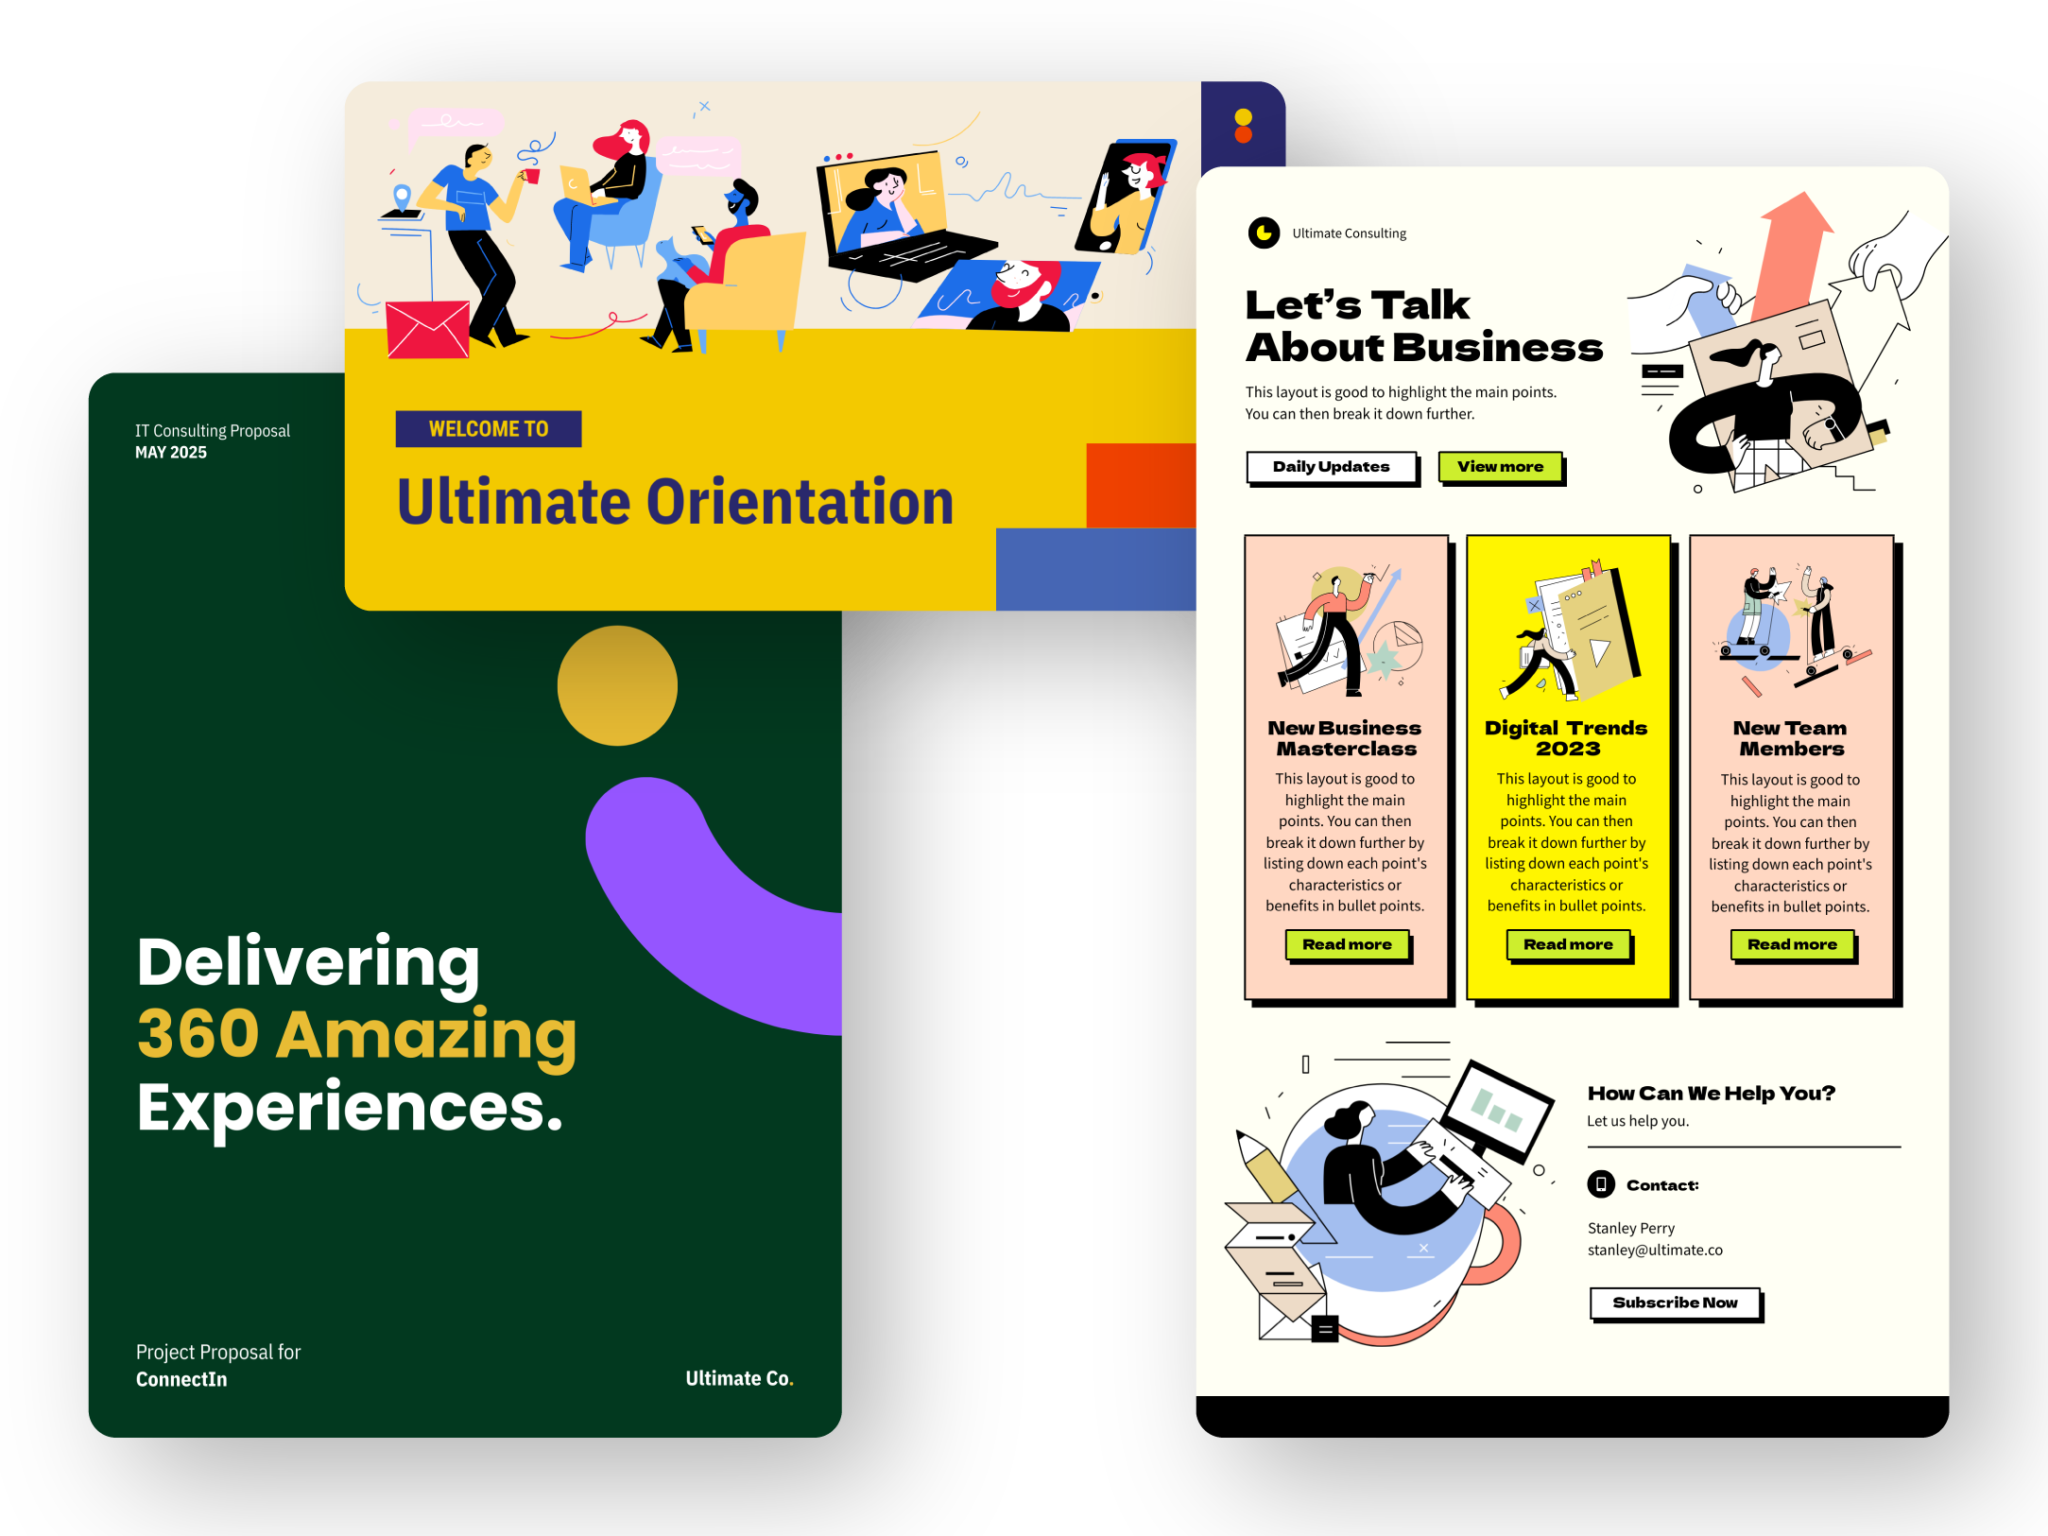 IT Consulting Proposal
MAY 2025
Delivering
360 Amazing
Experiences.
Project Proposal for
ConnectIn
Ultimate Co.
WELCOME TO
Ultimate Orientation
Ultimate Consulting
Let's Talk
About Business
This layout is good to highlight the main points.
You can then break it down further.
Daily Updates
View more
New Business
Masterclass
This layout is good to
highlight the main
points. You can then
break it down further by
listing down each point's
characteristics or
benefits in bullet points.
Read more
Digital Trends
2023
This layout is good to
highlight the main
points. You can then
break it down further by
listing down each point's
characteristics or
benefits in bullet points.
Read more
New Team
Members
This layout is good to
highlight the main
points. You can then
break it down further by
listing down each point's
characteristics or
benefits in bullet points.
Read more
How Can We Help You?
Let us help you.
Contact:
Stanley Perry
stanley@ultimate.co
Subscribe Now